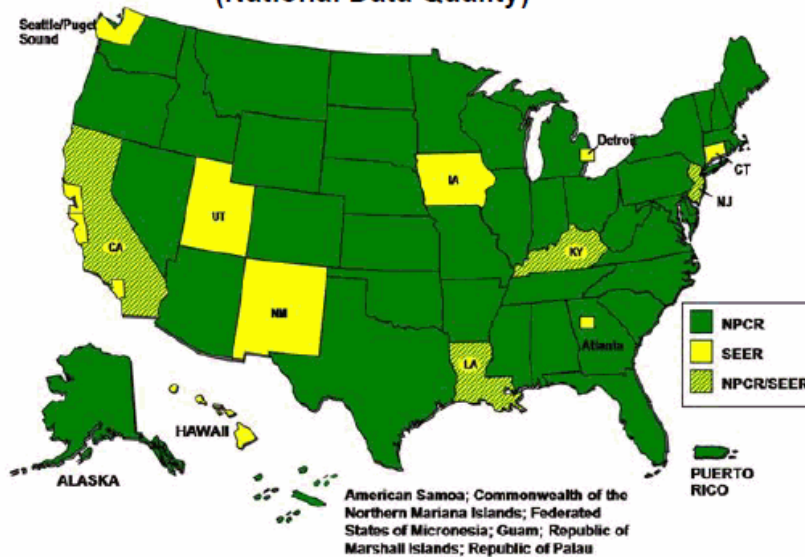 (National Data Quality)
Seattle/Puget
Sound
Detroit
CT
NJ
IA
UT
CA
KY
NM
Atlanta
LA
NPCR
SEER
NPCR/SEER
HAWAII
ALASKA
PUERTO
RICO
American Samoa; Commonwealth of the
Northern Mariana Islands; Federated
States of Micronesia; Guam; Republic of
Marshall Islands; Republic of Palau